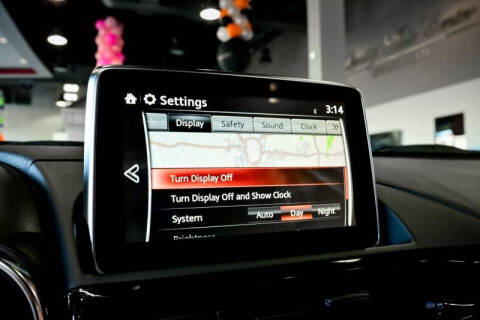 Settings 3:14
Display Safety Sound Clock
Turn Display Off
Turn Display Off and Show Clock
System Auto Day Night
Brightness